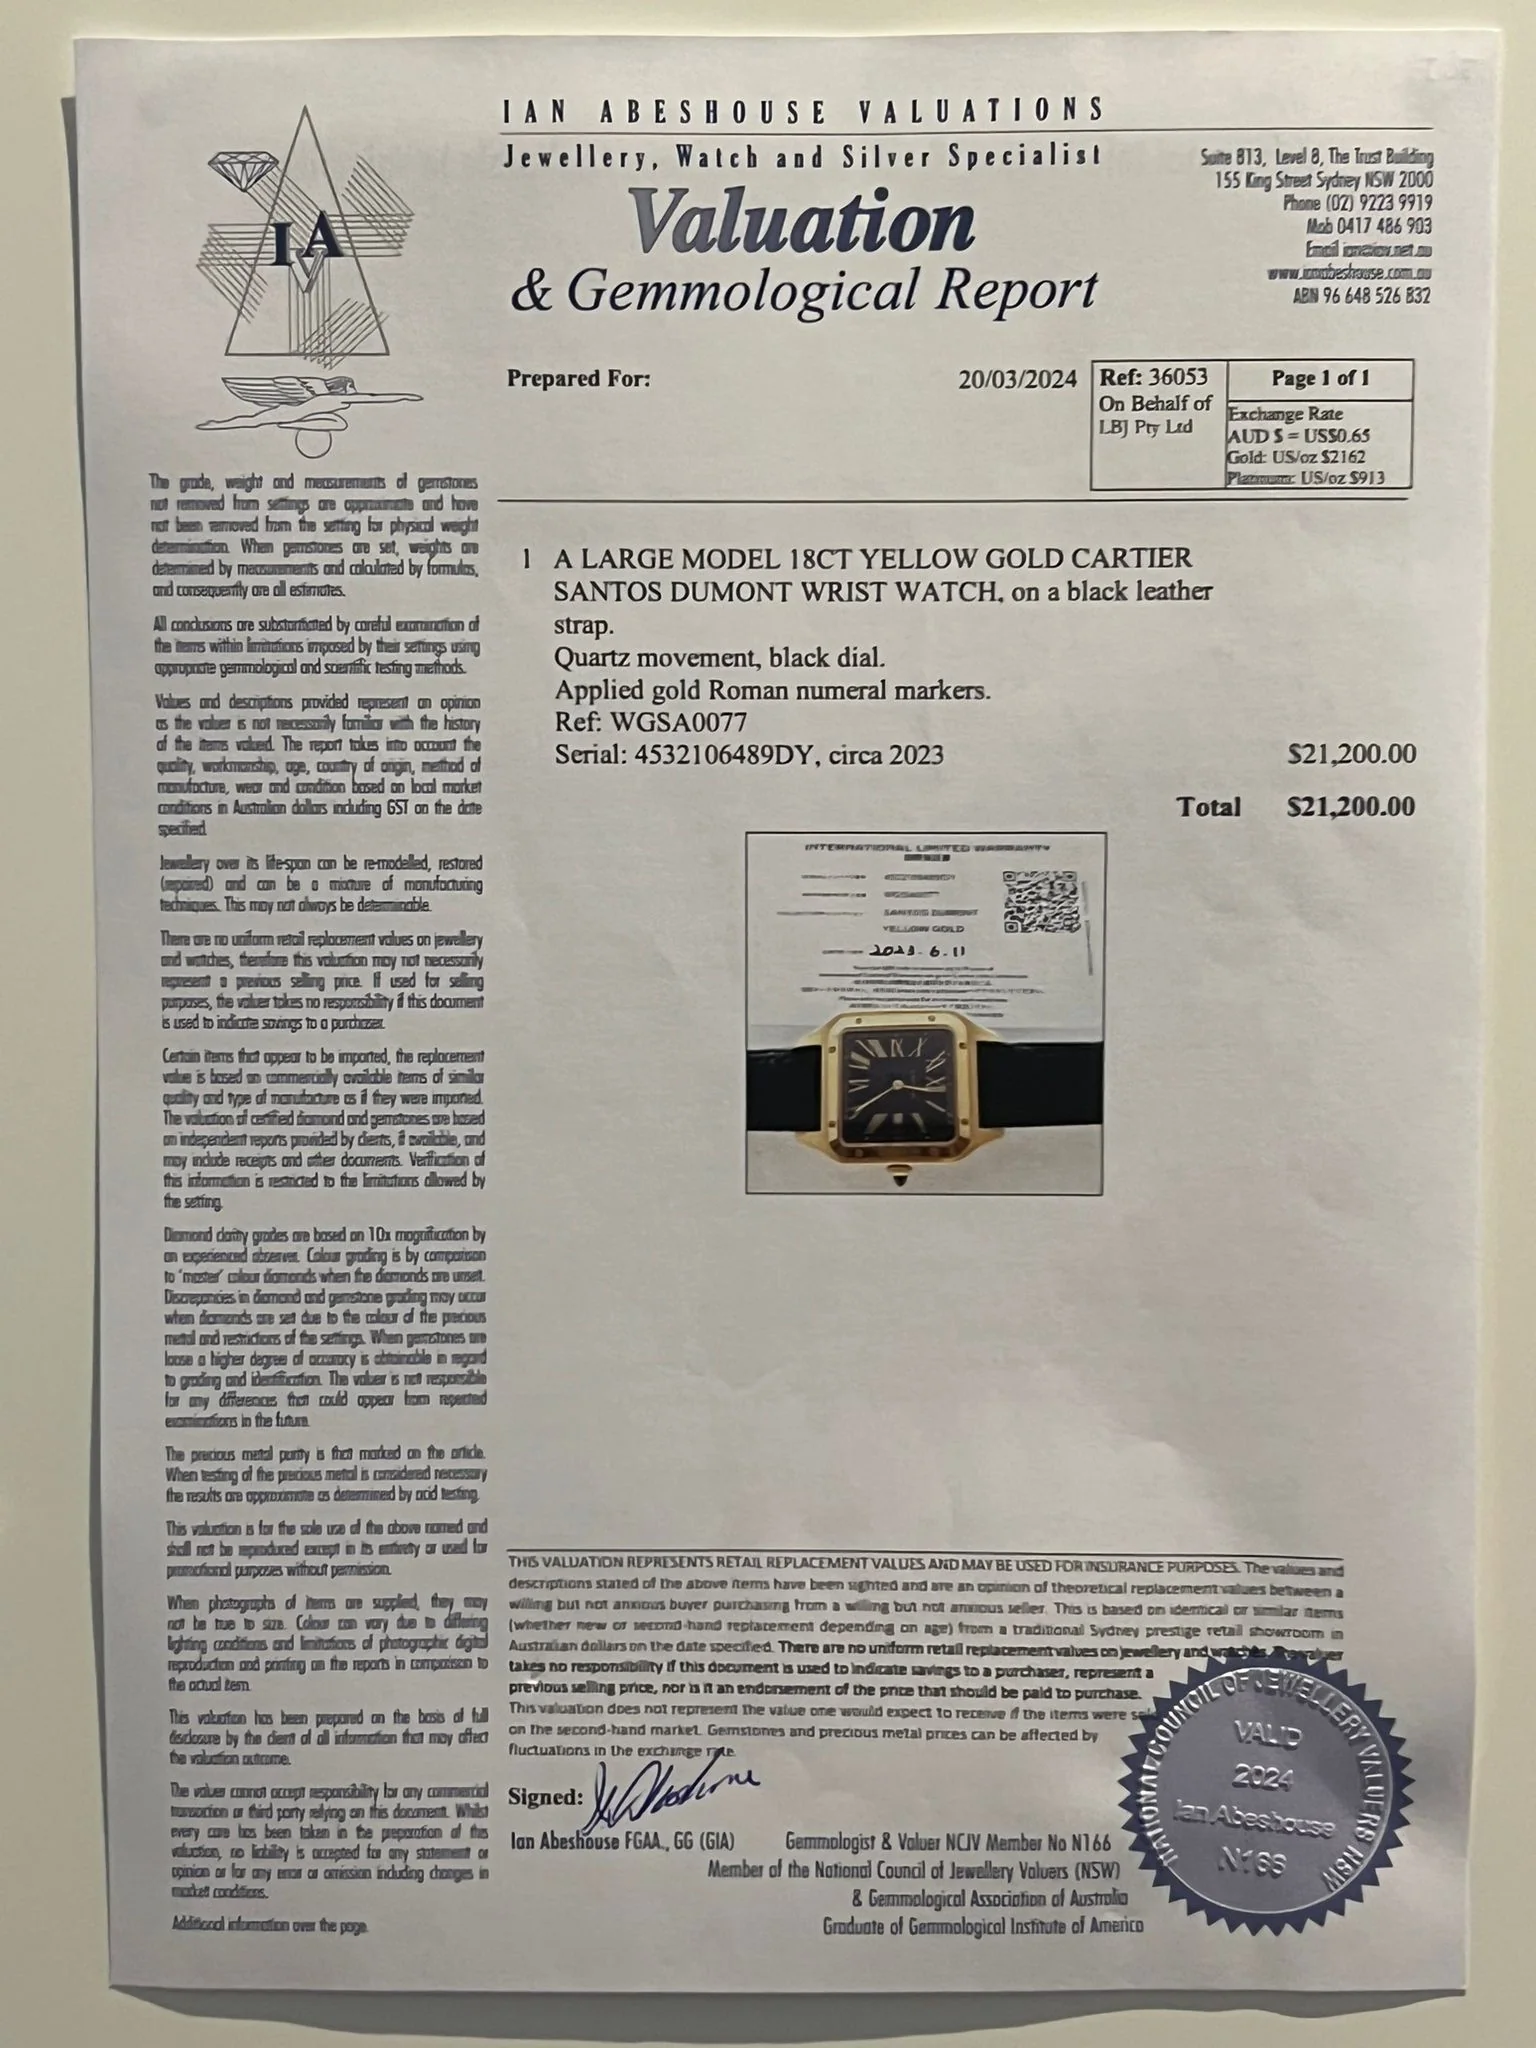 IAN ABESHOUSE VALUATIONS
Jewellery, Watch and Silver Specialist
Valuation
& Gemmological Report
Suite 813, Level 8, The Trust Building
155 King Street Sydney NSW 2000
Phone (02) 9223 9919
Mob 0417 486 903
Email
www.ianabeshouse.com.au
ABN 96 648 526 832
IVA
Prepared For:
20/03/2024
Ref: 36053
On Behalf of
LBJ Pty Ltd
Page 1 of 1
Exchange Rate
AUD $ = US$0.65
Gold: US/oz $2162
Platinum: US/oz $913
The grade, weight and measurements of gemstones
not removed from settings are approximate and have
not been removed from the setting for physical weight
determination. When gemstones are set, weights are
determined by measurements and calculated by formulas,
and consequently are all estimates.
All conclusions are substantiated by careful examination of
the items within limitations imposed by their settings using
appropriate gemmological and scientific testing methods.
Values and descriptions provided represent an opinion
as the valuer is not necessarily familiar with the history
of the items valued. The report takes into account the
quality, workmanship, age, country of origin, method of
manufacture, wear and condition based on local market
conditions in Australian dollars including GST on the date
specified.
Jewellery over its life-span can be re-modelled, restored
(repaired) and can be a mixture of manufacturing
techniques. This may not always be determinable.
There are no uniform retail replacement values on jewellery
and watches, therefore this valuation may not necessarily
represent a previous selling price. If used for selling
purposes, the valuer takes no responsibility if this document
is used to indicate savings to a purchaser.
Certain items that appear to be imported, the replacement
value is based on commercially available items of similar
quality and type of manufacture as if they were imported.
The valuation of certified diamond and gemstones are based
on independent reports provided by clients, if available, and
may include receipts and other documents. Verification of
this information is restricted to the limitations allowed by
the setting.
Diamond clarity grades are based on 10x magnification by
an experienced observer. Colour grading is by comparison
to 'master' colour diamonds when the diamonds are unset.
Discrepancies in diamond and gemstone grading may occur
when diamonds are set due to the colour of the precious
metal and restrictions of the settings. When gemstones are
loose a higher degree of accuracy is obtainable in regard
to grading and identification. The valuer is not responsible
for any differences that could appear from repeated
examinations in the future.
The precious metal purity is that marked on the article.
When testing of the precious metal is considered necessary
the results are approximate as determined by acid testing.
This valuation is for the sole use of the above named and
shall not be reproduced except in its entirety or used for
promotional purposes without permission.
When photographs of items are supplied, they may
not be true to size. Colour can vary due to differing
lighting conditions and limitations of photographic digital
reproduction and printing on the reports in comparison to
the actual item.
This valuation has been prepared on the basis of full
disclosure by the client of all information that may affect
the valuation outcome.
The valuer cannot accept responsibility for any commercial
transaction or third party relying on this document. Whilst
every care has been taken in the preparation of this
valuation, no liability is accepted for any statement or
opinion or for any error or omission including changes in
market conditions.
Additional information over the page.
1 A LARGE MODEL 18CT YELLOW GOLD CARTIER
SANTOS DUMONT WRIST WATCH, on a black leather
strap.
Quartz movement, black dial.
Applied gold Roman numeral markers.
Ref: WGSA0077
Serial: 4532106489DY, circa 2023 $21,200.00
Total $21,200.00
INTERNATIONAL LIMITED WARRANTY
SANTOS DUMONT
YELLOW GOLD
2023.6.11
THIS VALUATION REPRESENTS RETAIL REPLACEMENT VALUES AND MAY BE USED FOR INSURANCE PURPOSES. The values and
descriptions stated of the above items have been sighted and are an opinion of theoretical replacement values between a
willing but not anxious buyer purchasing from a willing but not anxious seller. This is based on identical or similar items
(whether new or second-hand replacement depending on age) from a traditional Sydney prestige retail showroom in
Australian dollars on the date specified. There are no uniform retail replacement values on jewellery and watches. The valuer
takes no responsibility if this document is used to indicate savings to a purchaser, represent a
previous selling price, nor is it an endorsement of the price that should be paid to purchase.
This valuation does not represent the value one would expect to receive if the items were
on the second-hand market. Gemstones and precious metal prices can be affected by
fluctuations in the exchange rate.
Signed: Abeshouse
Ian Abeshouse FGAA., GG (GIA) Gemmologist & Valuer NCJV Member No N166
Member of the National Council of Jewellery Valuers (NSW)
& Gemmological Association of Australia
Graduate of Gemmological Institute of America
NATIONAL COUNCIL OF JEWELLERY VALUERS NSW
VALID
2024
Ian Abeshouse
N166